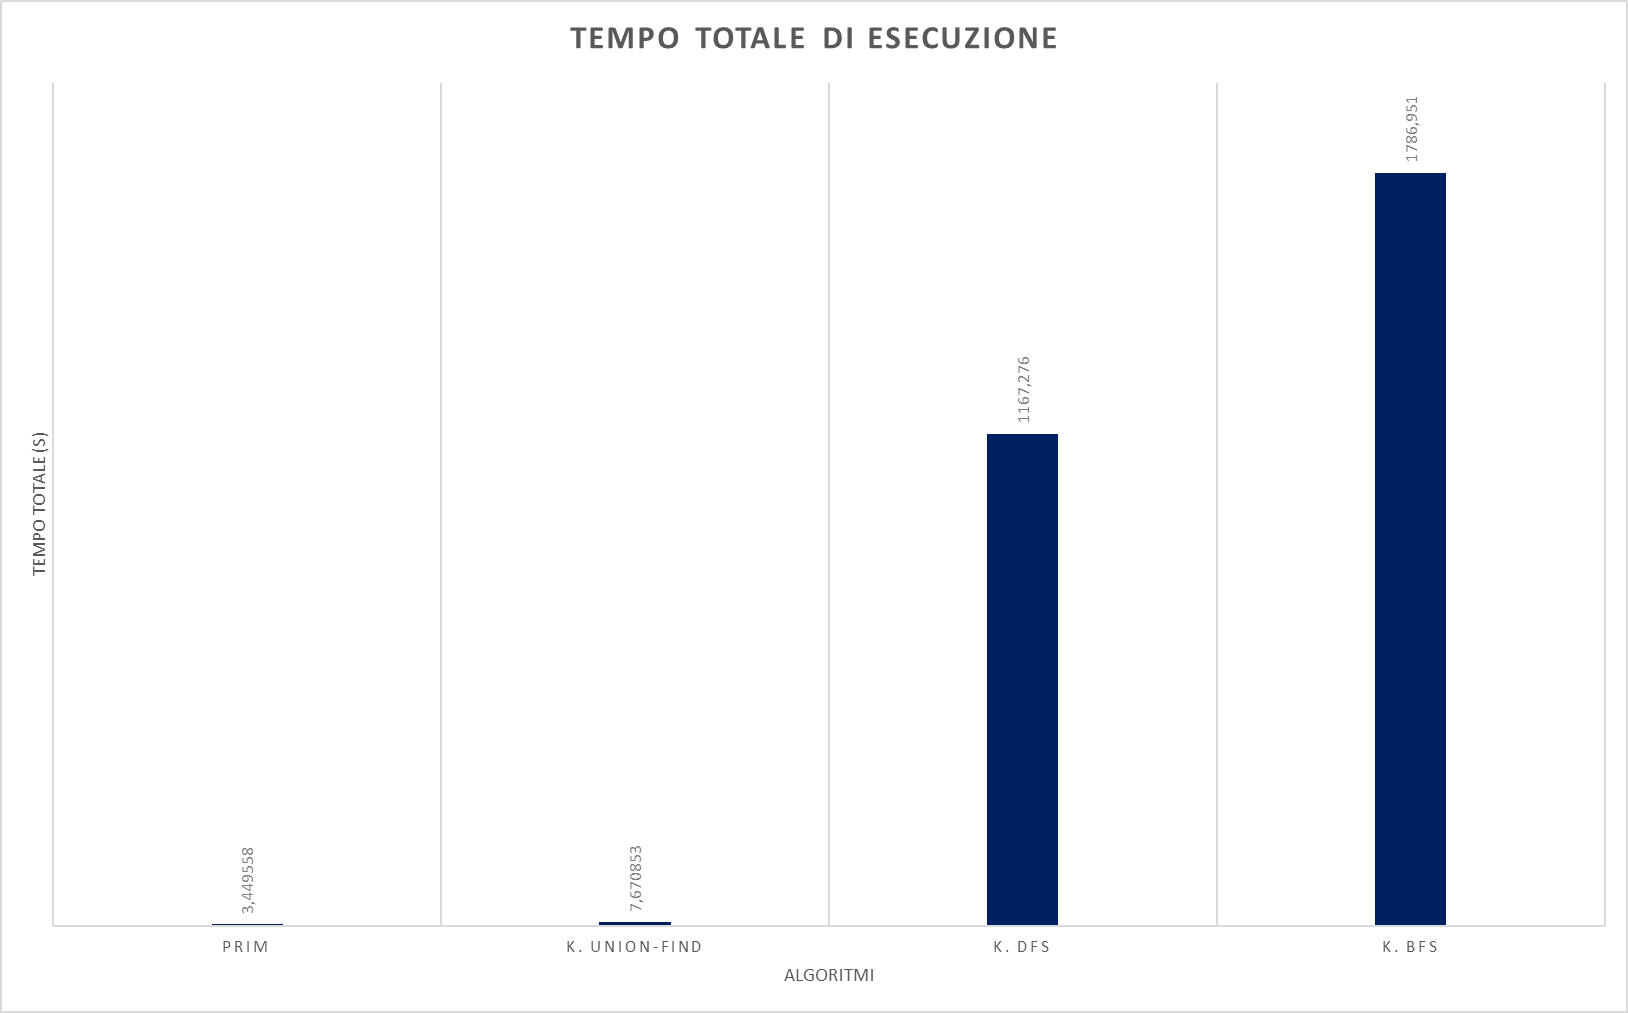 TEMPO TOTALE DI ESECUZIONE
TEMPO TOTALE (S)
3,449558
7,670853
1167,276
1786,951
PRIM
K. UNION-FIND
K. DFS
K. BFS
ALGORITMI